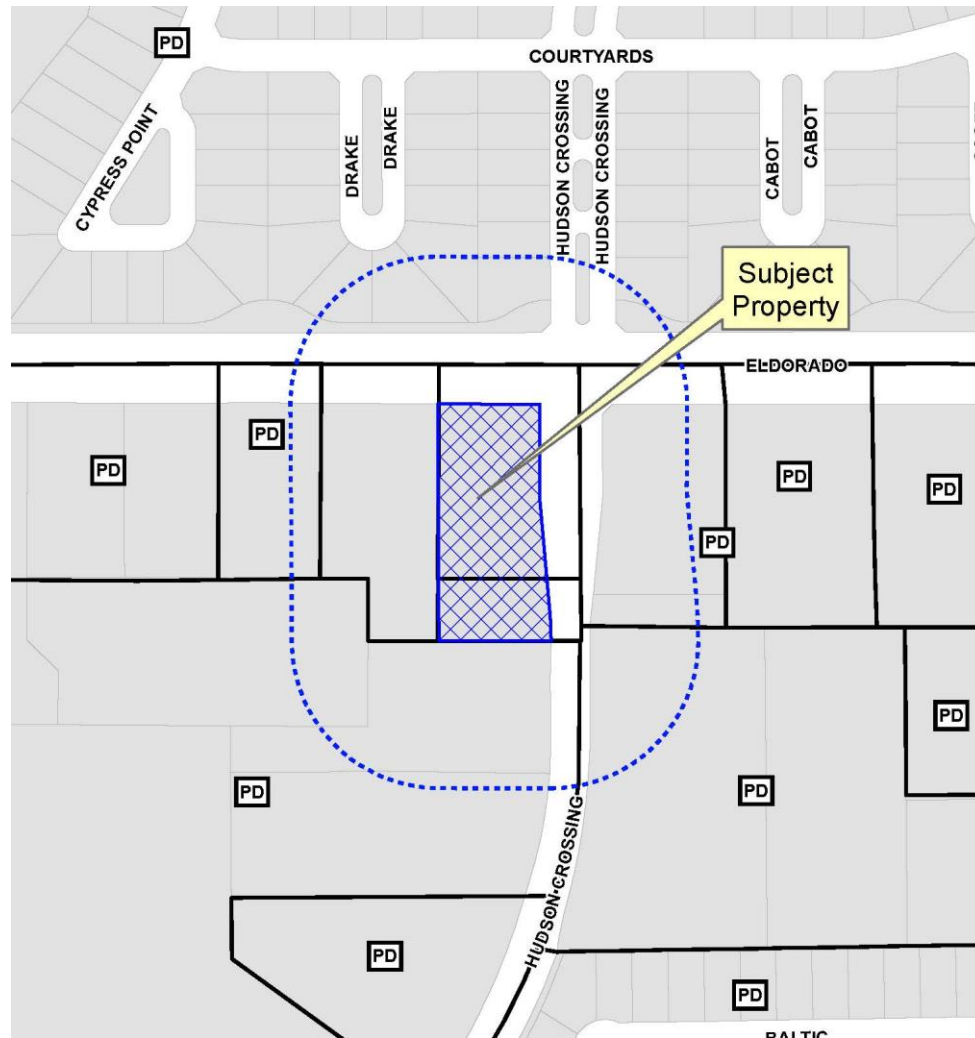 PD
COURTYARDS
CYPRESS POINT
DRAKE
DRAKE
HUDSON CROSSING
HUDSON CROSSING
CABOT
CABOT
Subject
Property
ELDORADO
PD
PD
PD
PD
PD
PD
PD
PD
HUDSON CROSSING
PD
PD
BALTIC